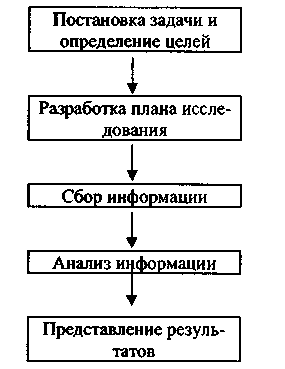 Постановка задачи и
определение целей
Разработка плана иссле-
дования
Сбор информации
Анализ информации
Представление резуль-
татов